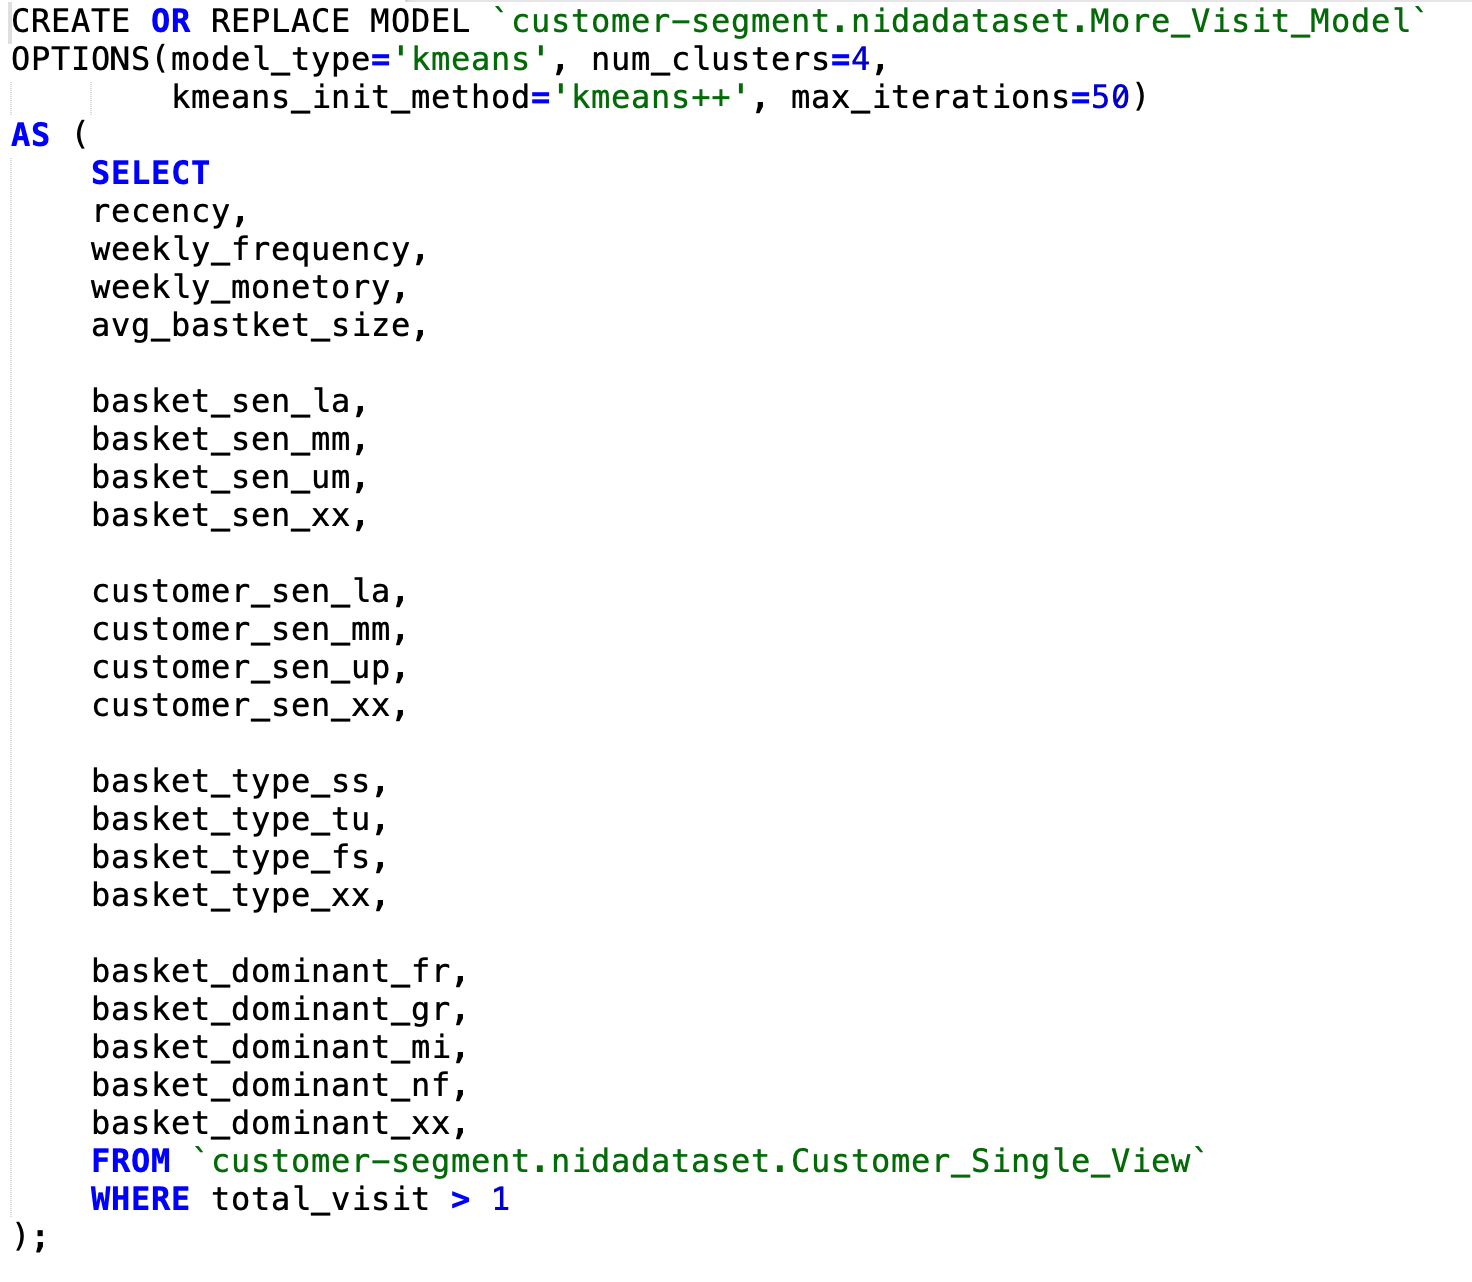 CREATE OR REPLACE MODEL `customer-segment.nidadataset.More_Visit_Model`
OPTIONS(model_type='kmeans', num_clusters=4,
kmeans_init_method='kmeans++', max_iterations=50)
AS (
SELECT
recency,
weekly_frequency,
weekly_monetory,
avg_bastket_size,
basket_sen_la,
basket_sen_mm,
basket_sen_um,
basket_sen_xx,
customer_sen_la,
customer_sen_mm,
customer_sen_up,
customer_sen_xx,
basket_type_ss,
basket_type_tu,
basket_type_fs,
basket_type_xx,
basket_dominant_fr,
basket_dominant_gr,
basket_dominant_mi,
basket_dominant_nf,
basket_dominant_xx,
FROM `customer-segment.nidadataset.Customer_Single_View`
WHERE total_visit > 1
);